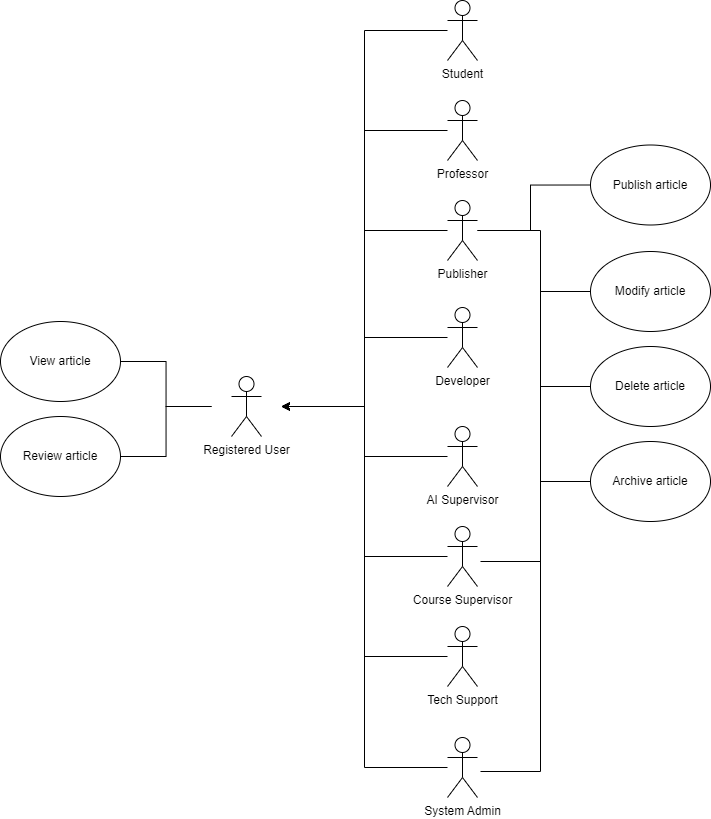 Student
Professor
Publish article
Publisher
Modify article
View article
Developer
Delete article
Registered User
Review article
AI Supervisor
Archive article
Course Supervisor
Tech Support
System Admin